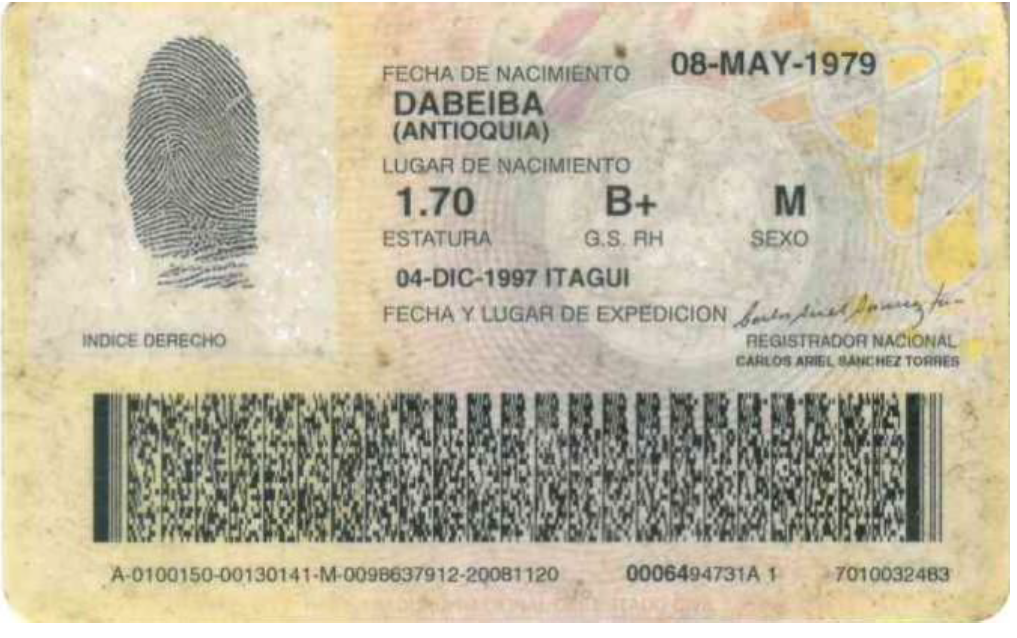 FECHA DE NACIMIENTO 08-MAY-1979
DABEIBA
(ANTIOQUIA)
LUGAR DE NACIMIENTO
1.70 B+ M
ESTATURA G.S. RH SEXO
04-DIC-1997 ITAGUI
FECHA Y LUGAR DE EXPEDICION
INDICE DERECHO
REGISTRADOR NACIONAL
CARLOS ARIEL SANCHEZ TORRES
A-0100150-00130141-M-0098637912-20081120 0006494731A 1 7010032483